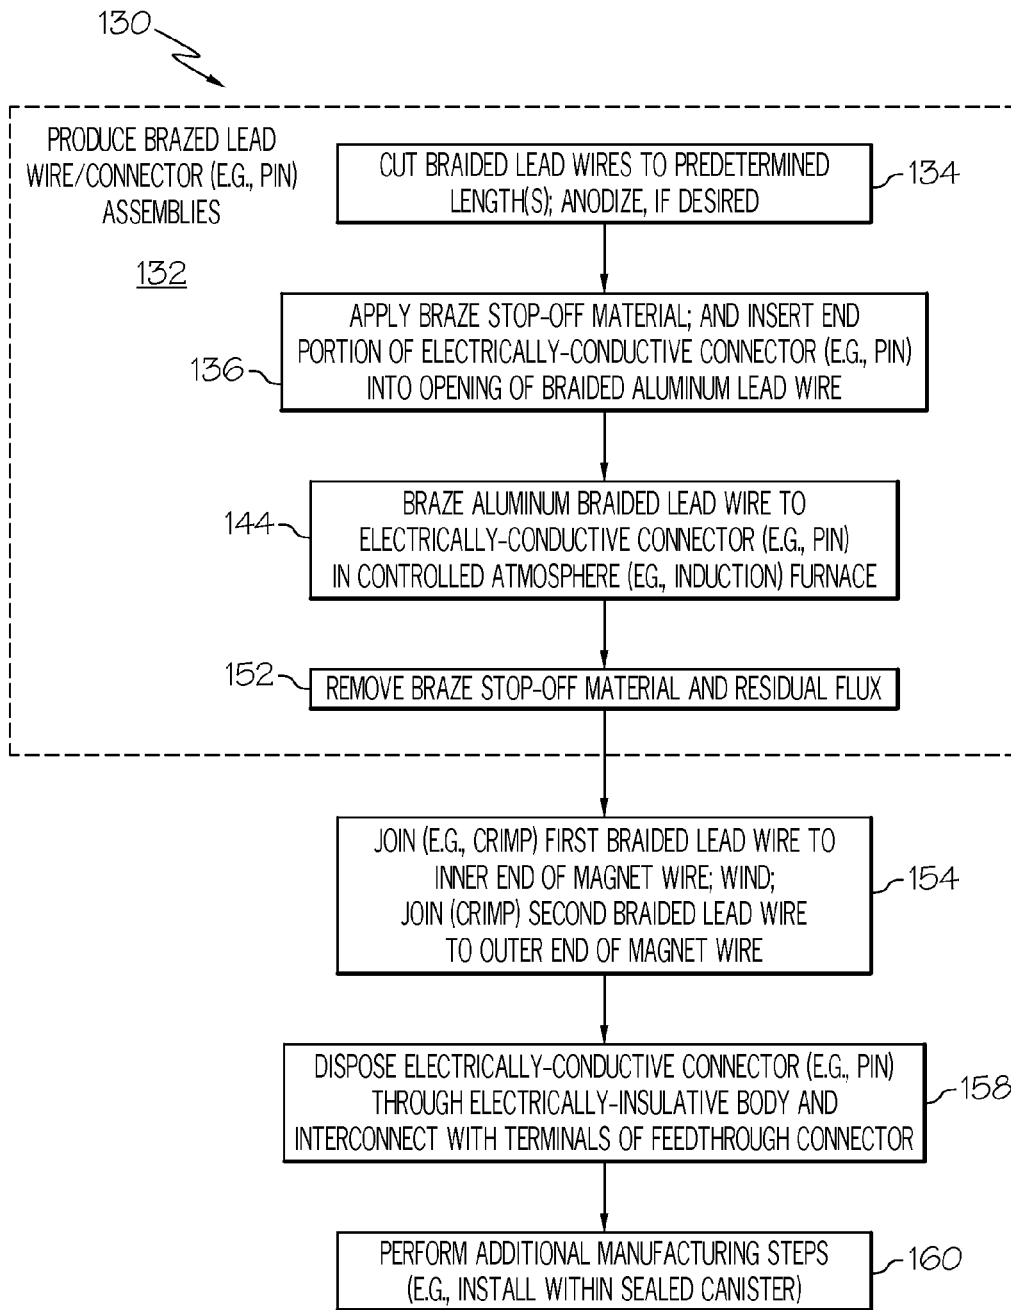 130
PRODUCE BRAZED LEAD
WIRE/CONNECTOR (E.G., PIN)
ASSEMBLIES
132
CUT BRAIDED LEAD WIRES TO PREDETERMINED
LENGTH(S); ANODIZE, IF DESIRED
134
APPLY BRAZE STOP-OFF MATERIAL; AND INSERT END
PORTION OF ELECTRICALLY-CONDUCTIVE CONNECTOR (E.G., PIN)
INTO OPENING OF BRAIDED ALUMINUM LEAD WIRE
136
BRAZE ALUMINUM BRAIDED LEAD WIRE TO
ELECTRICALLY-CONDUCTIVE CONNECTOR (E.G., PIN)
IN CONTROLLED ATMOSPHERE (EG., INDUCTION) FURNACE
144
REMOVE BRAZE STOP-OFF MATERIAL AND RESIDUAL FLUX
152
JOIN (E.G., CRIMP) FIRST BRAIDED LEAD WIRE TO
INNER END OF MAGNET WIRE; WIND;
JOIN (CRIMP) SECOND BRAIDED LEAD WIRE
TO OUTER END OF MAGNET WIRE
154
DISPOSE ELECTRICALLY-CONDUCTIVE CONNECTOR (E.G., PIN)
THROUGH ELECTRICALLY-INSULATIVE BODY AND
INTERCONNECT WITH TERMINALS OF FEEDTHROUGH CONNECTOR
158
PERFORM ADDITIONAL MANUFACTURING STEPS
(E.G., INSTALL WITHIN SEALED CANISTER)
160